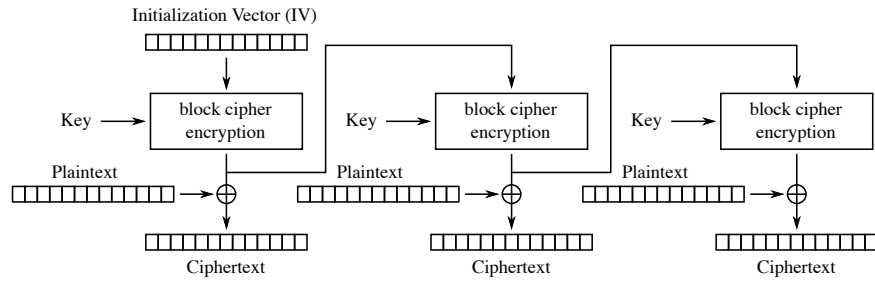 Initialization Vector (IV)
Key
block cipher
encryption
Key
block cipher
encryption
Key
block cipher
encryption
Plaintext
Plaintext
Plaintext
Ciphertext
Ciphertext
Ciphertext